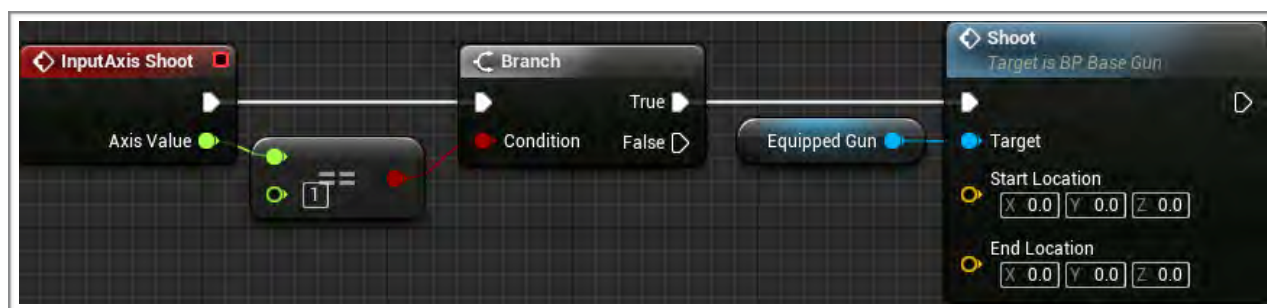 InputAxis Shoot
Axis Value
==
1
Branch
True
Condition
False
Equipped Gun
Shoot
Target is BP Base Gun
Target
Start Location
X 0.0 Y 0.0 Z 0.0
End Location
X 0.0 Y 0.0 Z 0.0